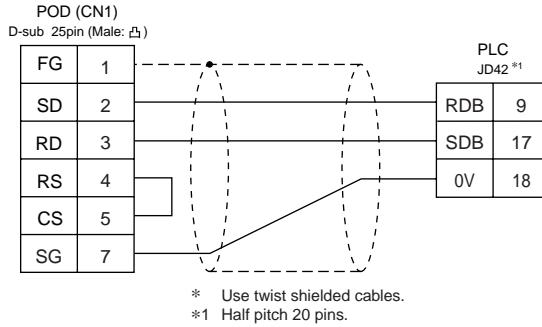 POD (CN1)
D-sub 25pin (Male: 凸)
FG 1
SD 2
RD 3
RS 4
CS 5
SG 7
PLC
JD42 *1
RDB 9
SDB 17
0V 18
* Use twist shielded cables.
*1 Half pitch 20 pins.